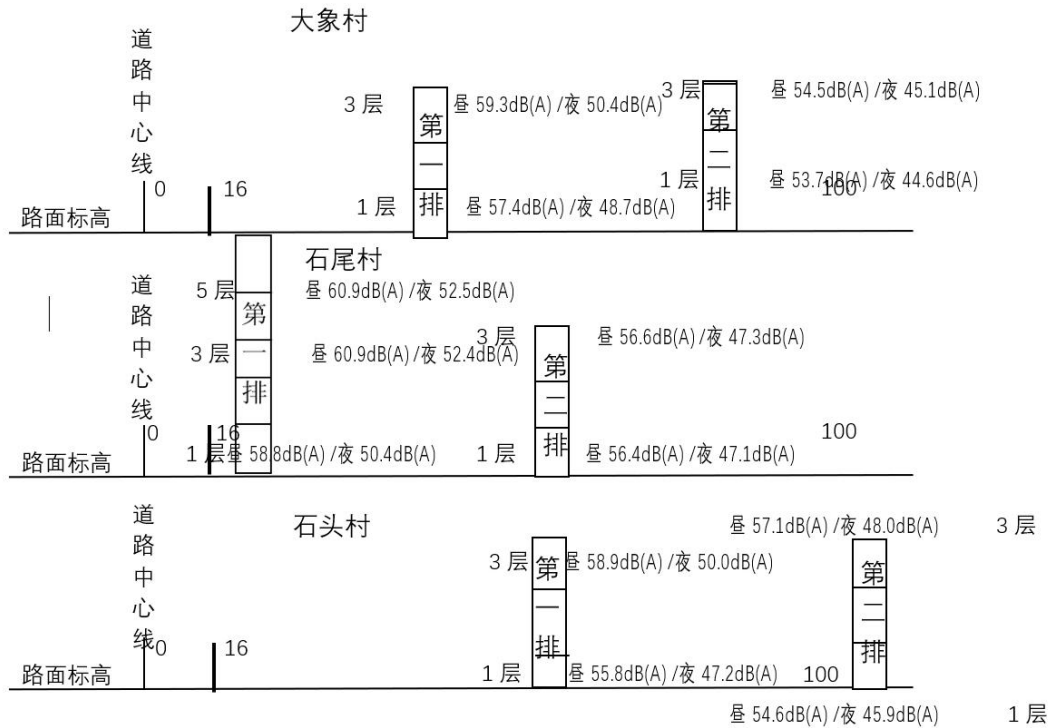 大象村
道路中心线
3 层
第一排
昼 59.3dB(A) /夜 50.4dB(A)
3 层
第二排
昼 54.5dB(A) /夜 45.1dB(A)
1 层
昼 53.7dB(A) /夜 44.6dB(A)
0
16
100
1 层
昼 57.4dB(A) /夜 48.7dB(A)
路面标高
石尾村
道路中心线
5 层
第一排
昼 60.9dB(A) /夜 52.5dB(A)
3 层
昼 60.9dB(A) /夜 52.4dB(A)
3 层
第二排
昼 56.6dB(A) /夜 47.3dB(A)
0
16
100
1 层
昼 58.8dB(A) /夜 50.4dB(A)
1 层
昼 56.4dB(A) /夜 47.1dB(A)
路面标高
石头村
道路中心线
昼 57.1dB(A) /夜 48.0dB(A)
3 层
3 层
第一排
昼 58.9dB(A) /夜 50.0dB(A)
第二排
0
16
1 层
昼 55.8dB(A) /夜 47.2dB(A)
100
路面标高
昼 54.6dB(A) /夜 45.9dB(A)
1 层